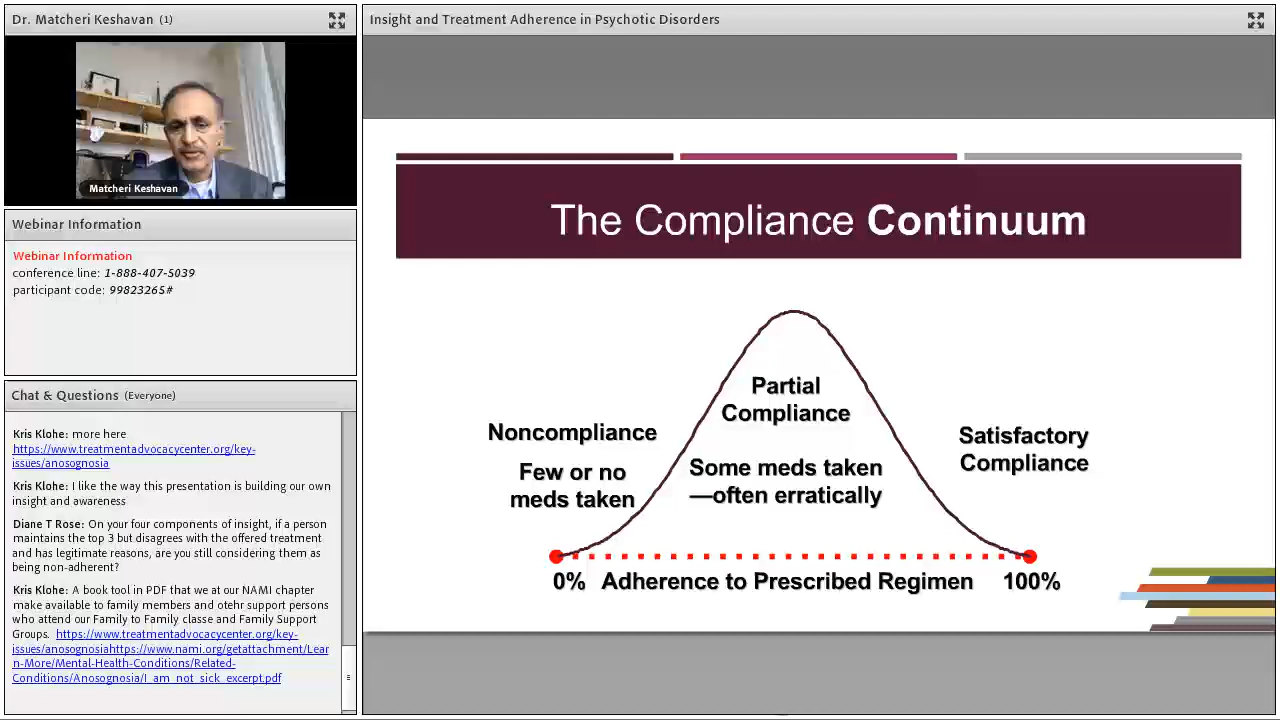 Dr. Matcheri Keshavan (1)
Matcheri Keshavan
Webinar Information
Webinar Information
conference line: 1-888-407-5039
participant code: 99823265#
Chat & Questions (Everyone)
Kris Klohe: more here
https://www.treatmentadvocacycenter.org/key-
issues/anosognosia
Kris Klohe: I like the way this presentation is building our own
insight and awareness
Diane T Rose: On your four components of insight, if a person
maintains the top 3 but disagrees with the offered treatment
and has legitimate reasons, are you still considering them as
being non-adherent?
Kris Klohe: A book tool in PDF that we at our NAMI chapter
make available to family members and otehr support persons
who attend our Family to Family classe and Family Support
Groups. https://www.treatmentadvocacycenter.org/key-
issues/anosognosiahttps://www.nami.org/getattachment/Lear
n-More/Mental-Health-Conditions/Related-
Conditions/Anosognosia/I_am_not_sick_excerpt.pdf
Insight and Treatment Adherence in Psychotic Disorders
The Compliance Continuum
Noncompliance
Few or no
meds taken
Partial
Compliance
Some meds taken
—often erratically
Satisfactory
Compliance
0% Adherence to Prescribed Regimen 100%